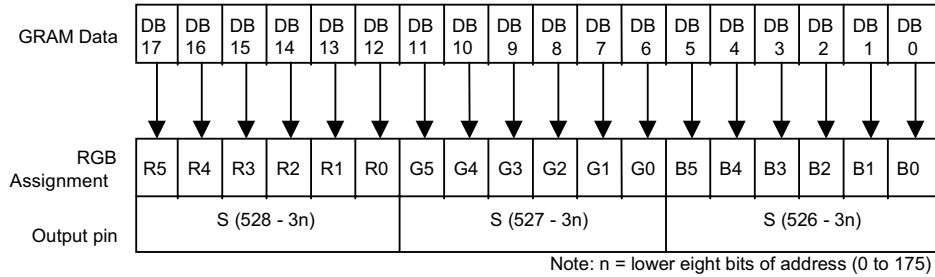 GRAM Data
DB 17 DB 16 DB 15 DB 14 DB 13 DB 12 DB 11 DB 10 DB 9 DB 8 DB 7 DB 6 DB 5 DB 4 DB 3 DB 2 DB 1 DB 0
RGB
Assignment
R5 R4 R3 R2 R1 R0 G5 G4 G3 G2 G1 G0 B5 B4 B3 B2 B1 B0
Output pin
S (528 - 3n) S (527 - 3n) S (526 - 3n)
Note: n = lower eight bits of address (0 to 175)